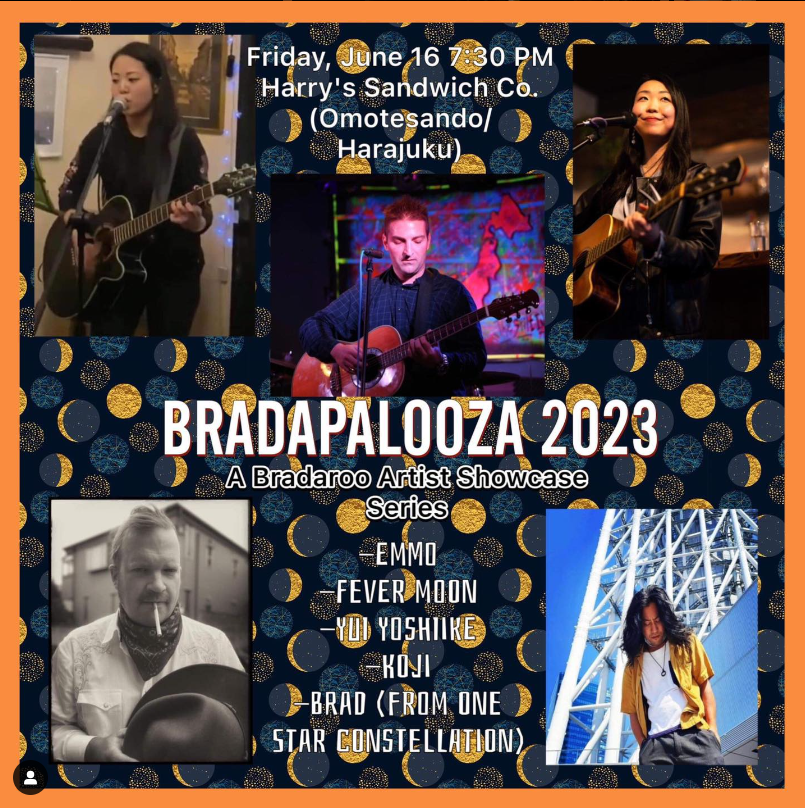 Friday, June 16 7:30 PM
Harry's Sandwich Co.
(Omotesando/
Harajuku)
BRADAPALOOZA 2023
A Bradaroo Artist Showcase
Series
-EMMO
-FEVER MOON
-YUI YOSHIIKE
-KOJI
-BRAD (FROM ONE
STAR CONSTELLATION)